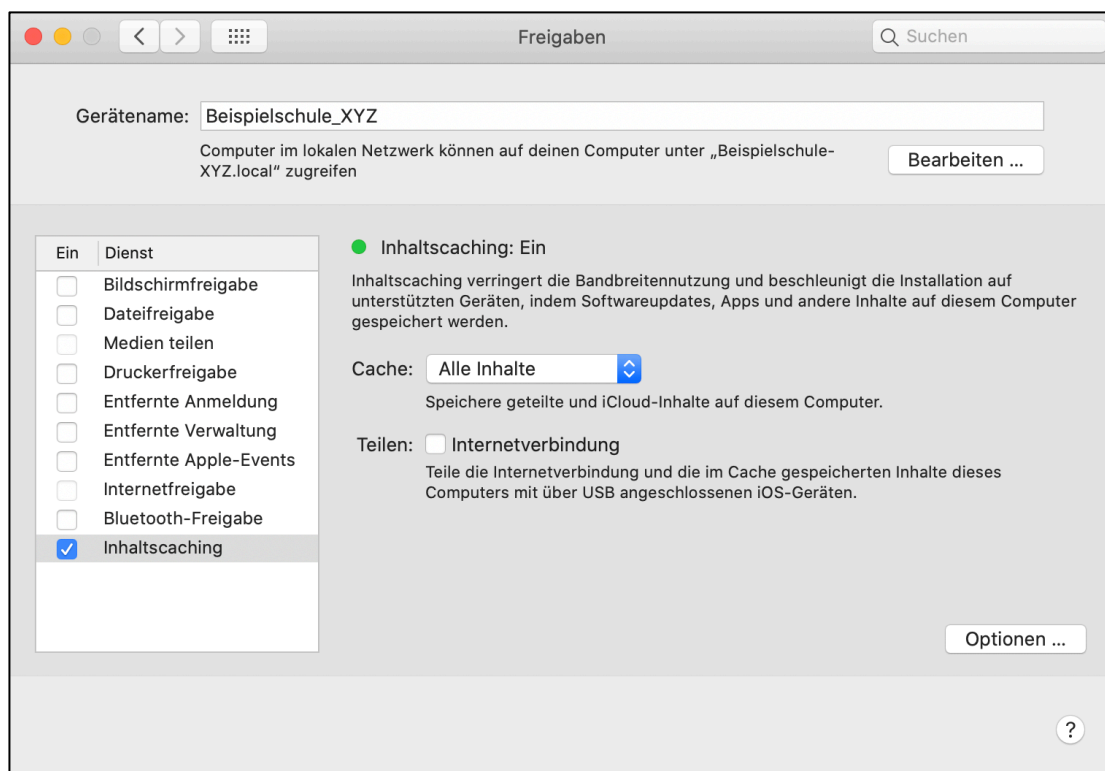 Freigaben
Suchen
Gerätename: Beispielschule_XYZ
Computer im lokalen Netzwerk können auf deinen Computer unter „Beispielschule-
XYZ.local“ zugreifen
Bearbeiten ...
Ein Dienst
Bildschirmfreigabe
Dateifreigabe
Medien teilen
Druckerfreigabe
Entfernte Anmeldung
Entfernte Verwaltung
Entfernte Apple-Events
Internetfreigabe
Bluetooth-Freigabe
Inhaltscaching
Inhaltscaching: Ein
Inhaltscaching verringert die Bandbreitennutzung und beschleunigt die Installation auf
unterstützten Geräten, indem Softwareupdates, Apps und andere Inhalte auf diesem Computer
gespeichert werden.
Cache: Alle Inhalte
Speichere geteilte und iCloud-Inhalte auf diesem Computer.
Teilen: Internetverbindung
Teile die Internetverbindung und die im Cache gespeicherten Inhalte dieses
Computers mit über USB angeschlossenen iOS-Geräten.
Optionen ...
?